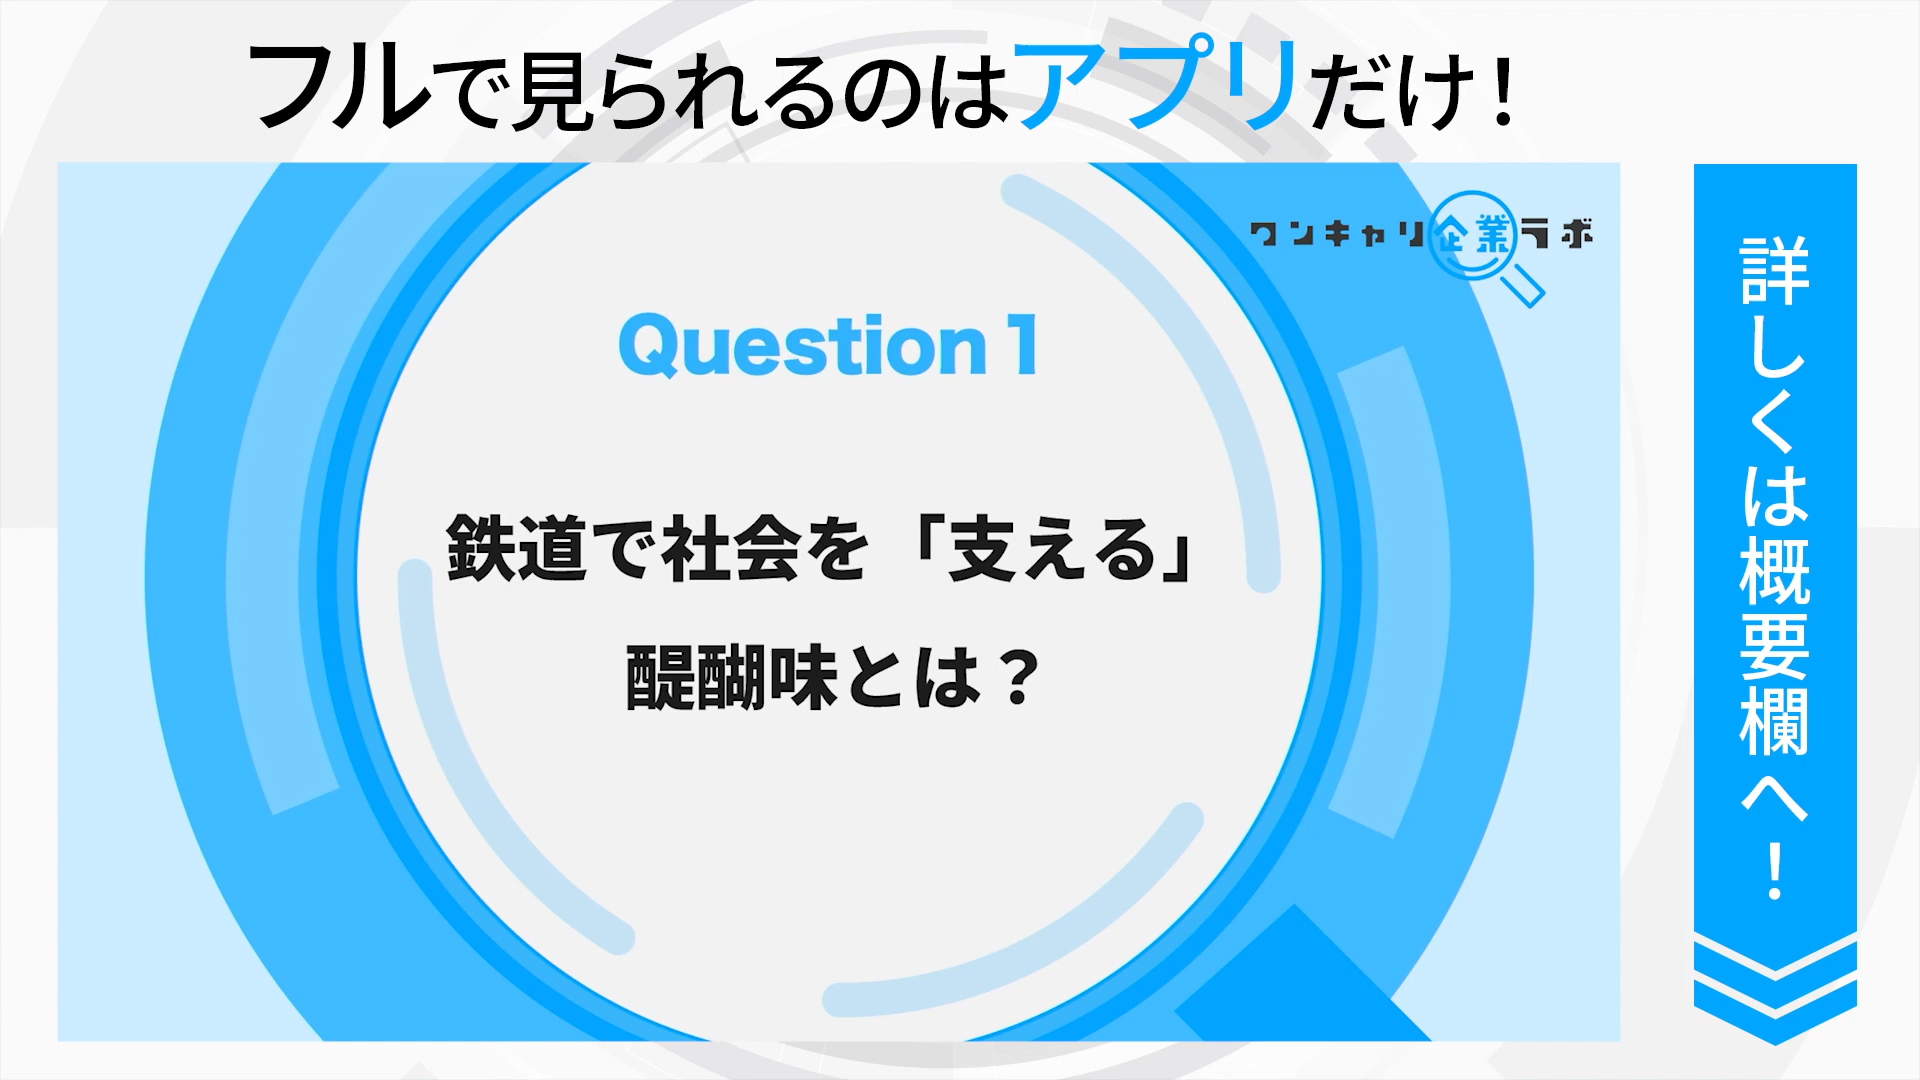 フルで見られるのはアプリだけ!
ワンキャリ企業ラボ
Question 1
鉄道で社会を「支える」
醍醐味とは？
詳しくは概要欄へ！